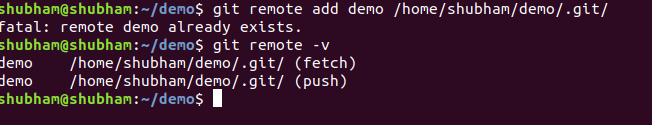 shubham@shubham:~/demo$ git remote add demo /home/shubham/demo/.git/
fatal: remote demo already exists.
shubham@shubham:~/demo$ git remote -v
demo    /home/shubham/demo/.git/ (fetch)
demo    /home/shubham/demo/.git/ (push)
shubham@shubham:~/demo$